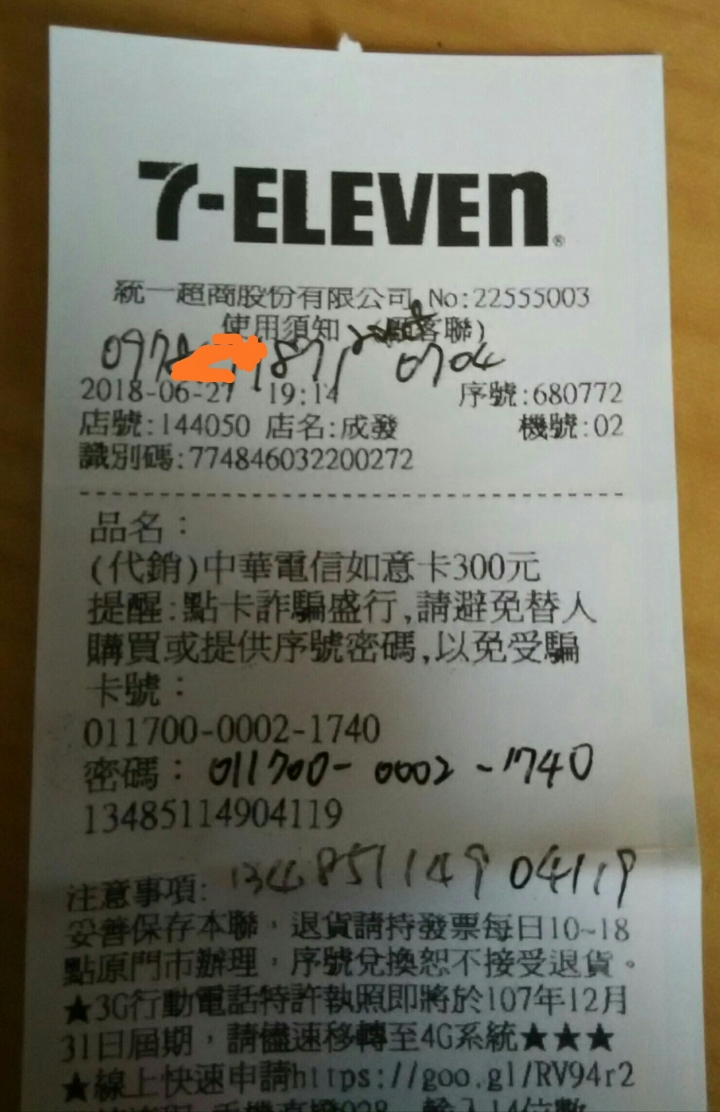 7-ELEVEN®
統一超商股份有限公司 No:22555003
使用須知 (顧客聯)
097 871 0704
2018-06-27 19:14 序號:680772
店號:144050 店名:成發 機號:02
識別碼:774846032200272
品名：
(代銷)中華電信如意卡300元
提醒:點卡詐騙盛行,請避免替人
購買或提供序號密碼,以免受騙
卡號：
011700-0002-1740
密碼： 011700-0002-1740
13485114904119
13485114904119
注意事項:
妥善保存本聯，退貨請持發票每日10~18
點原門市辦理，序號兌換恕不接受退貨。
★3G行動電話特許執照即將於107年12月
31日屆期，請儘速移轉至4G系統★★★
★線上快速申請https://goo.gl/RV94r2